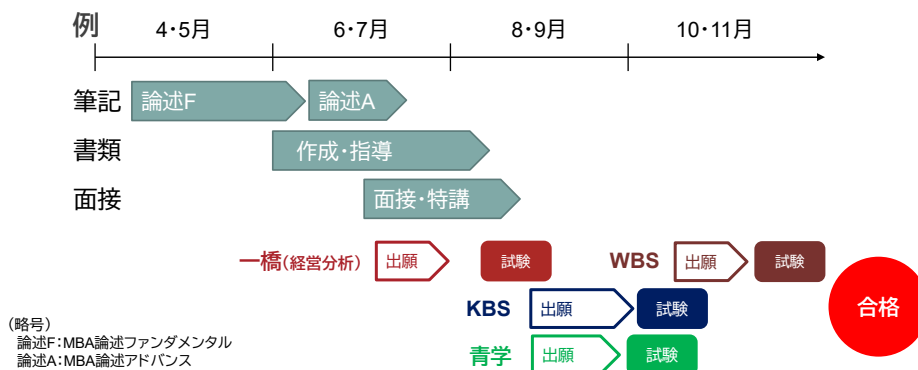 例 4・5月 6・7月 8・9月 10・11月
筆記 論述F 論述A
書類 作成・指導
面接 面接・特講
一橋(経営分析) 出願 試験 WBS 出願 試験
KBS 出願 試験
合格
青学 出願 試験
(略号)
論述F:MBA論述ファンダメンタル
論述A:MBA論述アドバンス